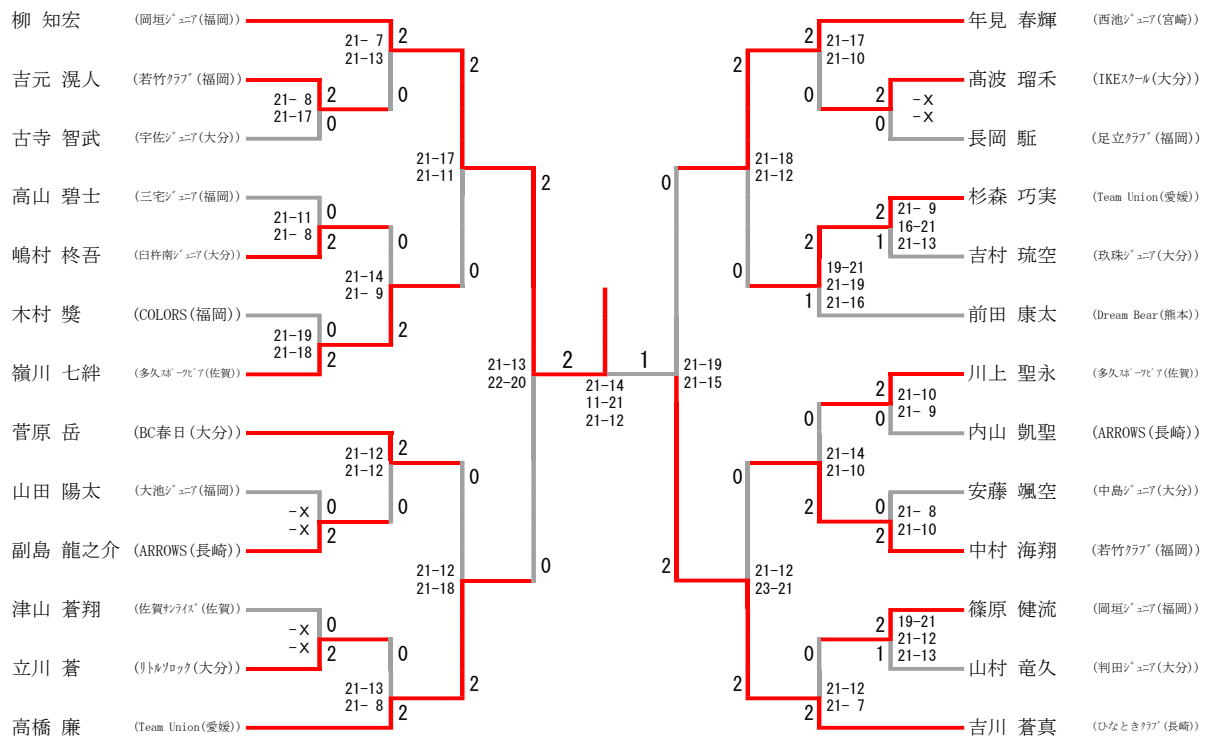 柳 知宏 (岡垣ジュニア(福岡))
21- 7 2
21-13
2
吉元 滉人 (若竹クラブ(福岡))
21- 8 2
21-17
0
0
古寺 智武 (宇佐ジュニア(大分))
21-17
21-11
2
高山 碧士 (三宅ジュニア(福岡))
21-11 0
21- 8 2
0
嶋村 柊吾 (臼杵南ジュニア(大分))
21-14
21- 9
0
木村 獎 (COLORS(福岡))
21-19 0
21-18 2
2
嶺川 七絆 (多久スポーツピア(佐賀))
21-13
22-20
菅原 岳 (BC春日(大分))
21-12 2
21-12
0
山田 陽太 (大池ジュニア(福岡))
-X 0
-X 2
0
副島 龍之介 (ARROWS(長崎))
21-12
21-18
0
津山 蒼翔 (佐賀サンライズ(佐賀))
-X 0
-X 2
0
立川 蒼 (リトルソロック(大分))
21-13
21- 8
2
2
高橋 廉 (Team Union(愛媛))
2 1
21-14
11-21
21-12
年見 春輝 (西池ジュニア(宮崎))
2 21-17
21-10
2
髙波 瑠禾 (IKEスクール(大分))
2 -X
0 -X
0
長岡 駈 (足立クラブ(福岡))
0
21-18
21-12
杉森 巧実 (Team Union(愛媛))
2 21- 9
16-21
1 21-13
2
吉村 琉空 (玖珠ジュニア(大分))
0
19-21
21-19
21-16
1
前田 康太 (Dream Bear(熊本))
21-19
21-15
川上 聖永 (多久スポーツピア(佐賀))
2 21-10
0 21- 9
0
内山 凱聖 (ARROWS(長崎))
21-14
21-10
0
安藤 颯空 (中島ジュニア(大分))
0 21- 8
2 21-10
2
中村 海翔 (若竹クラブ(福岡))
2
21-12
23-21
篠原 健流 (岡垣ジュニア(福岡))
2 19-21
21-12
1 21-13
0
山村 竜久 (判田ジュニア(大分))
21-12
21- 7
2
2
吉川 蒼真 (ひなときクラブ(長崎))